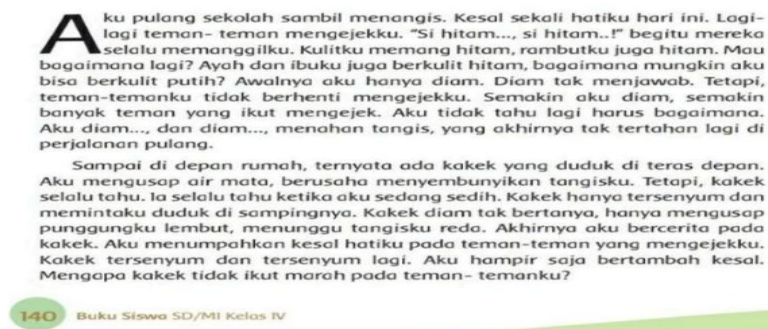 Aku pulang sekolah sambil menangis. Kesal sekali hatiku hari ini. Lagi-
lagi teman- teman mengejekku. "Si hitam..., si hitam..!" begitu mereka
selalu memanggilku. Kulitku memang hitam, rambutku juga hitam. Mau
bagaimana lagi? Ayah dan ibuku juga berkulit hitam, bagaimana mungkin aku
bisa berkulit putih? Awalnya aku hanya diam. Diam tak menjawab. Tetapi,
teman-temanku tidak berhenti mengejekku. Semakin aku diam, semakin
banyak teman yang ikut mengejek. Aku tidak tahu lagi harus bagaimana.
Aku diam..., dan diam..., menahan tangis, yang akhirnya tak tertahan lagi di
perjalanan pulang.
Sampai di depan rumah, ternyata ada kakek yang duduk di teras depan.
Aku mengusap air mata, berusaha menyembunyikan tangisku. Tetapi, kakek
selalu tahu. Ia selalu tahu ketika aku sedang sedih. Kakek hanya tersenyum dan
memintaku duduk di sampingnya. Kakek diam tak bertanya, hanya mengusap
punggungku lembut, menunggu tangisku reda. Akhirnya aku bercerita pada
kakek. Aku menumpahkan kesal hatiku pada teman-teman yang mengejekku.
Kakek tersenyum dan tersenyum lagi. Aku hampir saja bertambah kesal.
Mengapa kakek tidak ikut marah pada teman- temanku?
140 Buku Siswa SD/MI Kelas IV